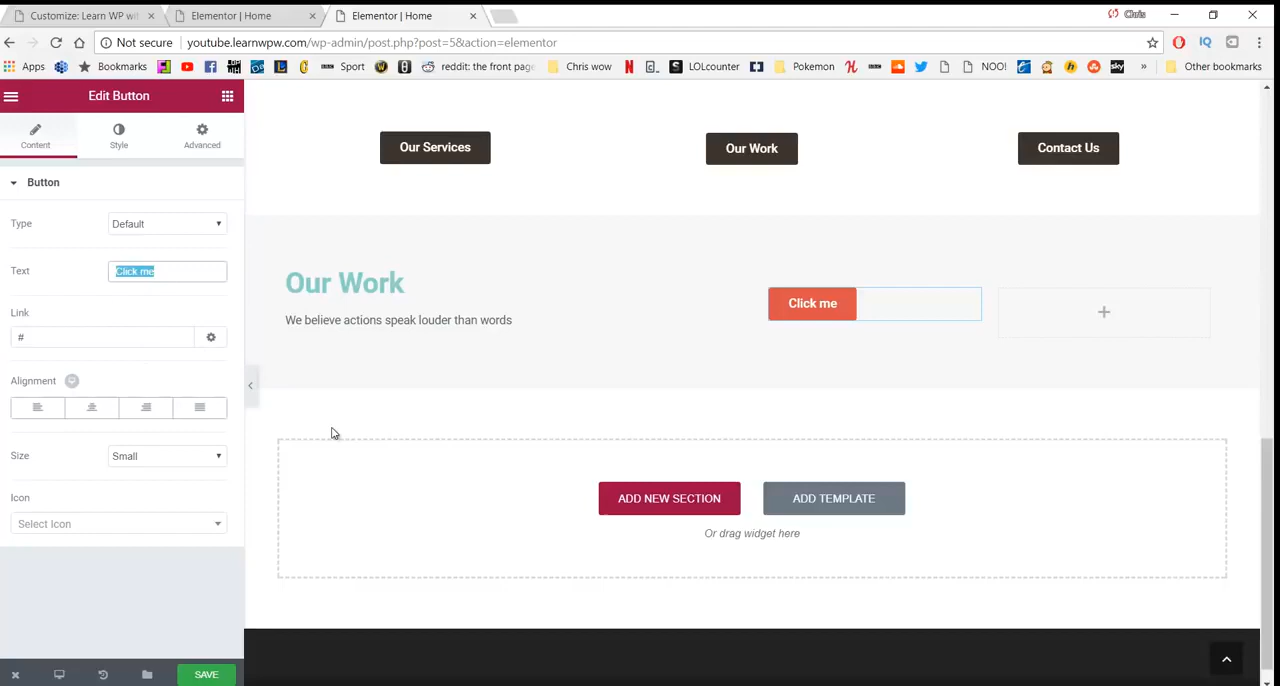 Customize: Learn WP wit
Elementor | Home
Elementor | Home
Chris
Not secure
youtube.learnwpw.com/wp-admin/post.php?post=5&action=elementor
Apps
Bookmarks
Sport
reddit: the front page
Chris wow
LOLcounter
Pokemon
NOO!
sky
»
Other bookmarks
Edit Button
Content
Style
Advanced
Button
Type
Default
Text
Click me
Link
#
Alignment
Size
Small
Icon
Select Icon
SAVE
Our Services
Our Work
Contact Us
Our Work
We believe actions speak louder than words
Click me
+
ADD NEW SECTION
ADD TEMPLATE
Or drag widget here